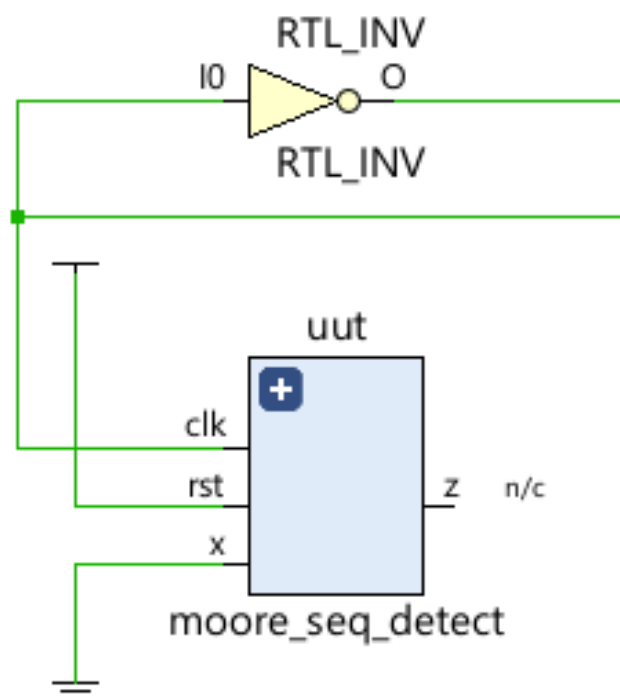 RTL_INV
I0
O
RTL_INV
uut
clk
rst
z
n/c
x
moore_seq_detect